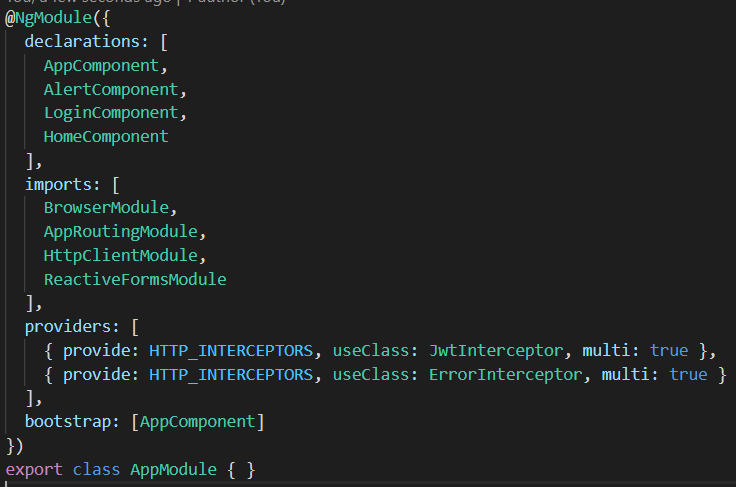 You, a few seconds ago | 1 author (You)
@NgModule({
declarations: [
AppComponent,
AlertComponent,
LoginComponent,
HomeComponent
],
imports: [
BrowserModule,
AppRoutingModule,
HttpClientModule,
ReactiveFormsModule
],
providers: [
{ provide: HTTP_INTERCEPTORS, useClass: JwtInterceptor, multi: true },
{ provide: HTTP_INTERCEPTORS, useClass: ErrorInterceptor, multi: true }
],
bootstrap: [AppComponent]
})
export class AppModule { }